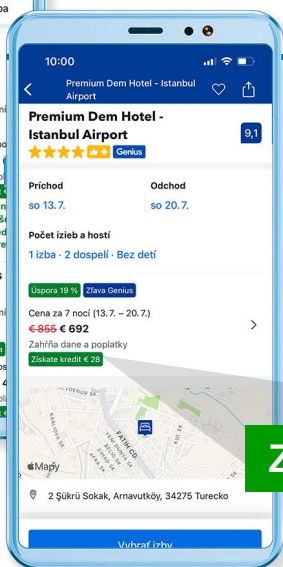 10:00
Premium Dem Hotel - Istanbul
Airport
Premium Dem Hotel -
Istanbul Airport
9,1
Genius
Príchod
Odchod
so 13. 7.
so 20. 7.
Počet izieb a hostí
1 izba · 2 dospelí · Bez detí
Úspora 19 %
Zľava Genius
Cena za 7 nocí (13.7. – 20.7.)
€ 855 € 692
Zahŕňa dane a poplatky
Získate kredit € 28
FATİH CD.
Mapy
2 Şükrü Sokak, Arnavutköy, 34275 Turecko
Vybrať izby